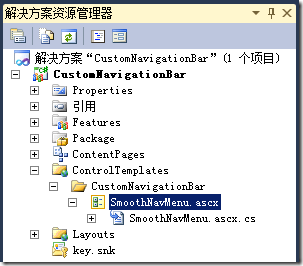 解决方案资源管理器
解决方案“CustomNavigationBar”(1 个项目)
CustomNavigationBar
Properties
引用
Features
Package
ContentPages
ControlTemplates
CustomNavigationBar
SmoothNavMenu.ascx
SmoothNavMenu.ascx.cs
Layouts
key.snk